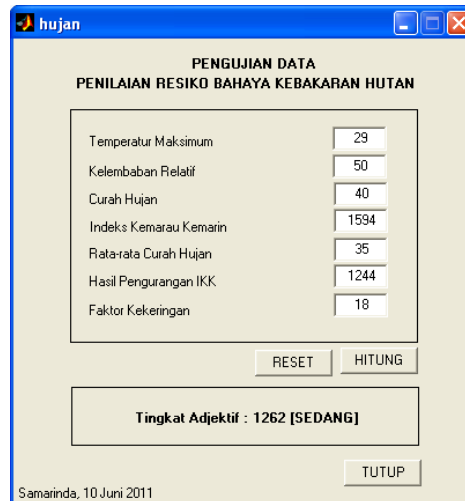 hujan
PENGUJIAN DATA
PENILAIAN RESIKO BAHAYA KEBAKARAN HUTAN
Temperatur Maksimum 29
Kelembaban Relatif 50
Curah Hujan 40
Indeks Kemarau Kemarin 1594
Rata-rata Curah Hujan 35
Hasil Pengurangan IKK 1244
Faktor Kekeringan 18
RESET HITUNG
Tingkat Adjektif : 1262 [SEDANG]
TUTUP
Samarinda, 10 Juni 2011